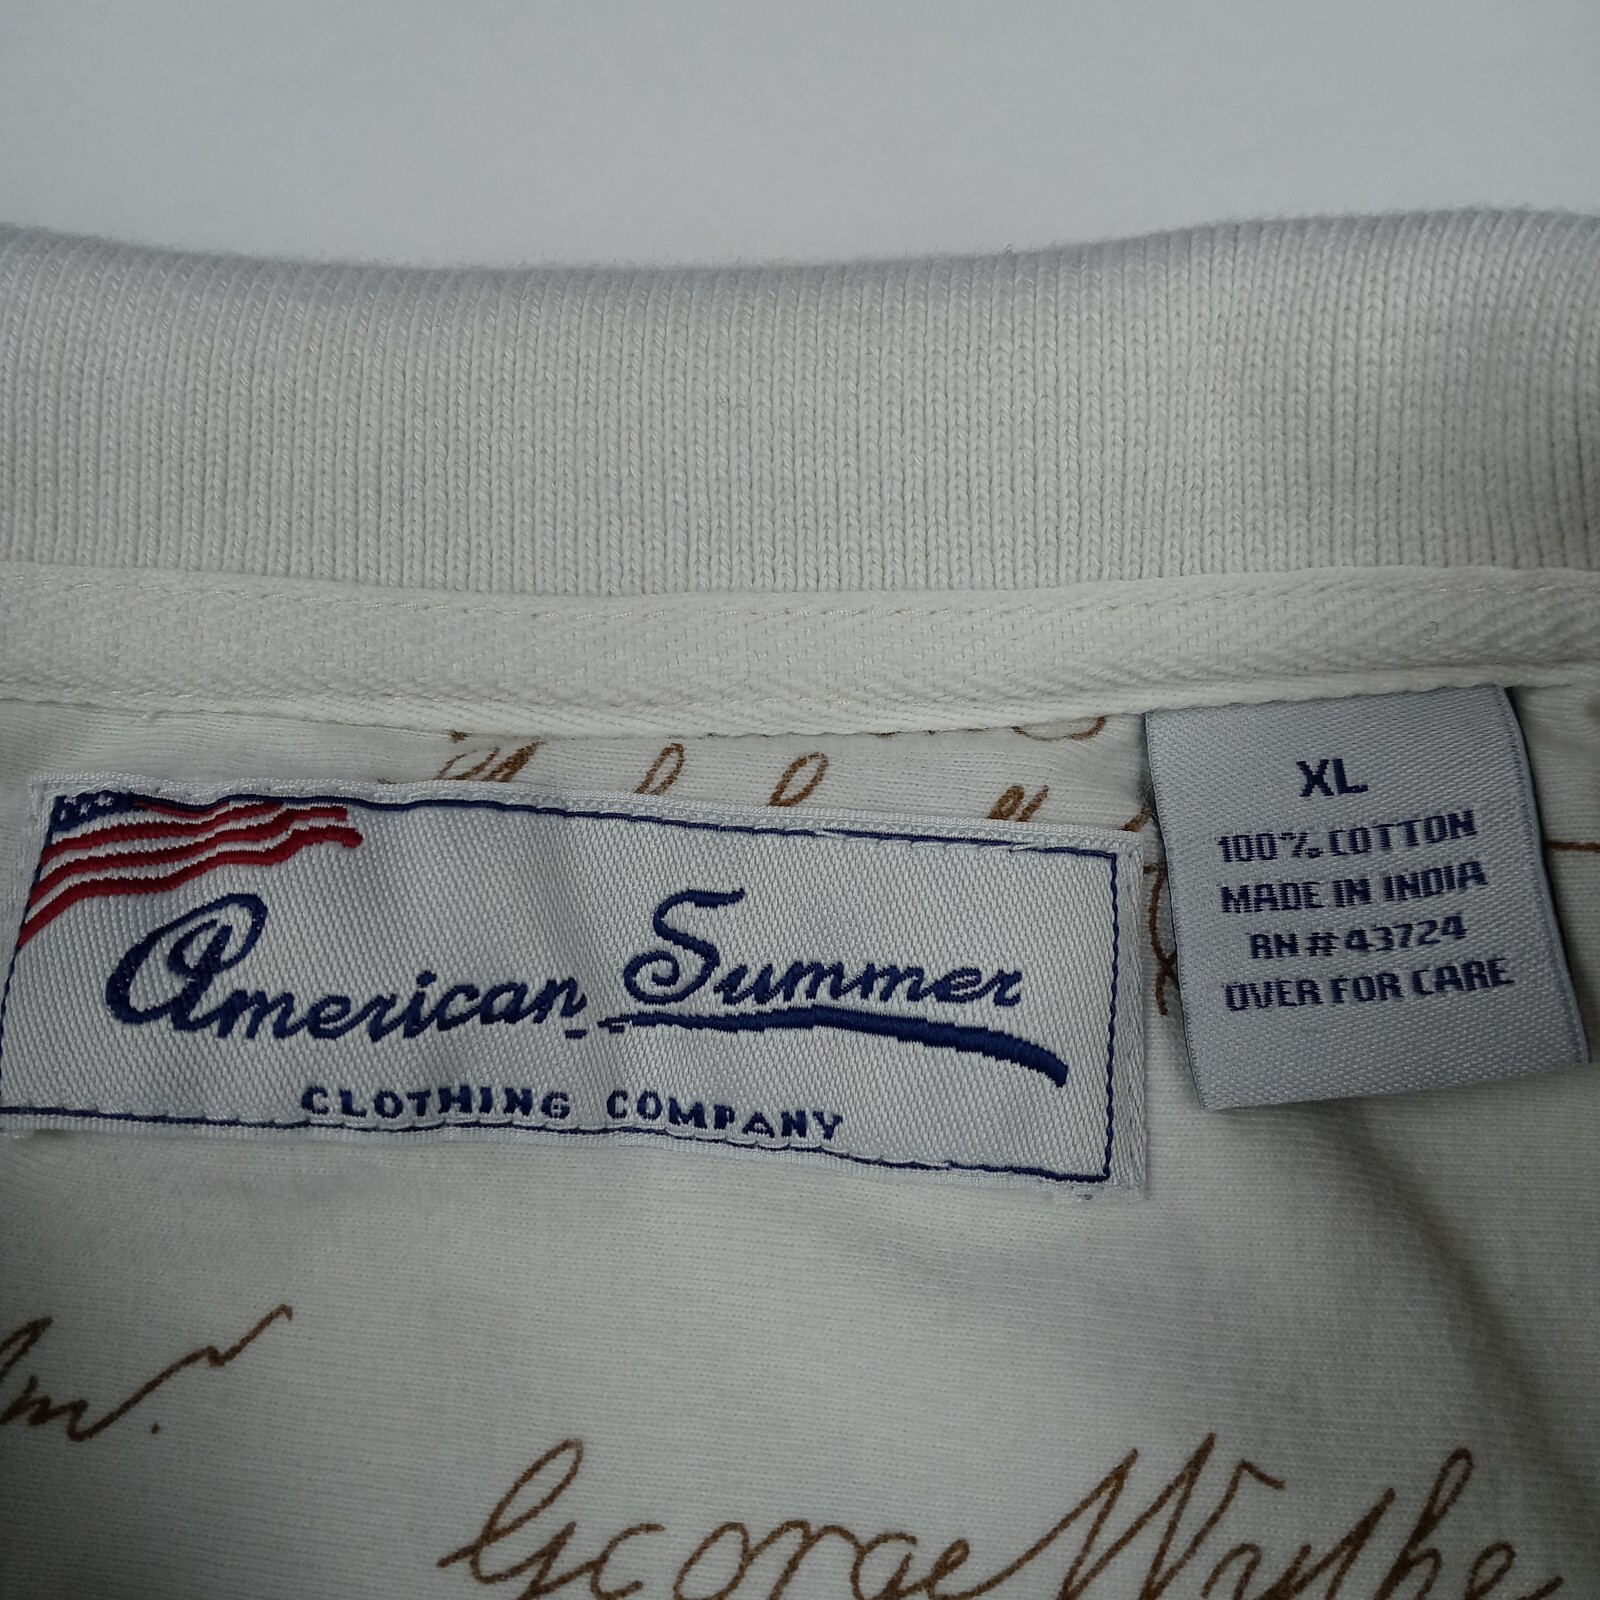 American Summer
CLOTHING COMPANY
XL
100% COTTON
MADE IN INDIA
RN # 43724
OVER FOR CARE
George Wythe